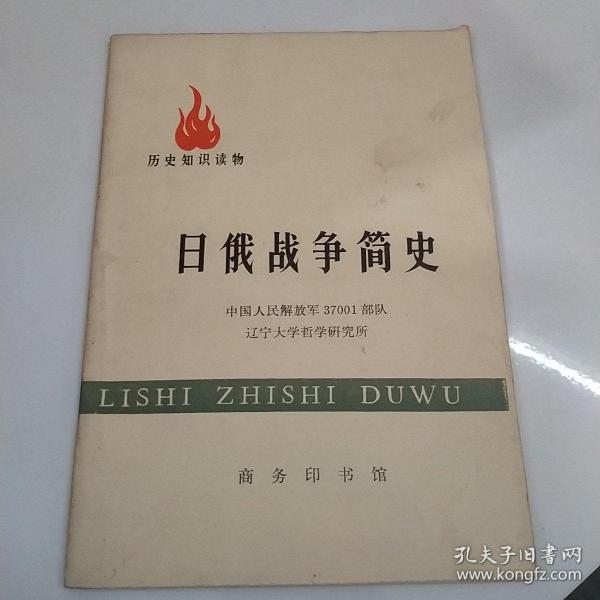 历史知识读物
日俄战争简史
中国人民解放军37001部队
辽宁大学哲学研究所
LISHI ZHISHI DUWU
商务印书馆
孔夫子旧书网
www.kongfz.com